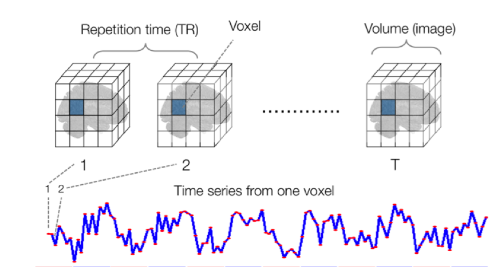 Repetition time (TR)
Voxel
Volume (image)
1
2
T
1
2
Time series from one voxel